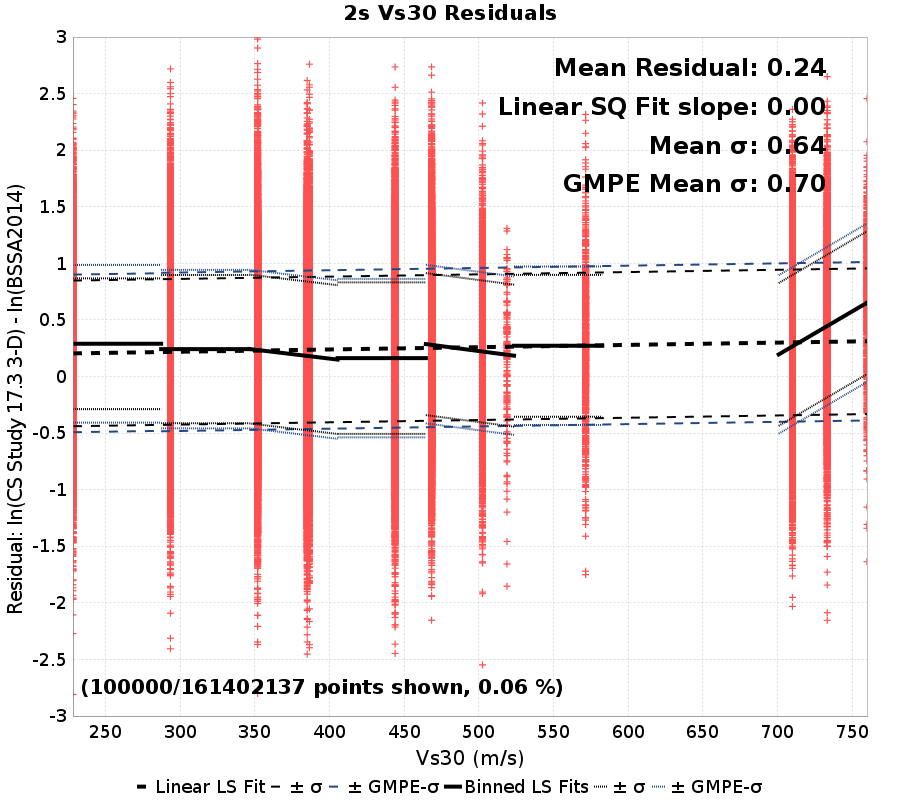 2s Vs30 Residuals
Mean Residual: 0.24
Linear SQ Fit slope: 0.00
Mean σ: 0.64
GMPE Mean σ: 0.70
Residual: ln(CS Study 17.3 3-D) - ln(BSSA2014)
3
2.5
2
1.5
1
0.5
0
-0.5
-1
-1.5
-2
-2.5
-3
(100000/161402137 points shown, 0.06 %)
250 300 350 400 450 500 550 600 650 700 750
Vs30 (m/s)
Linear LS Fit ± σ ± GMPE-σ Binned LS Fits ± σ ± GMPE-σ